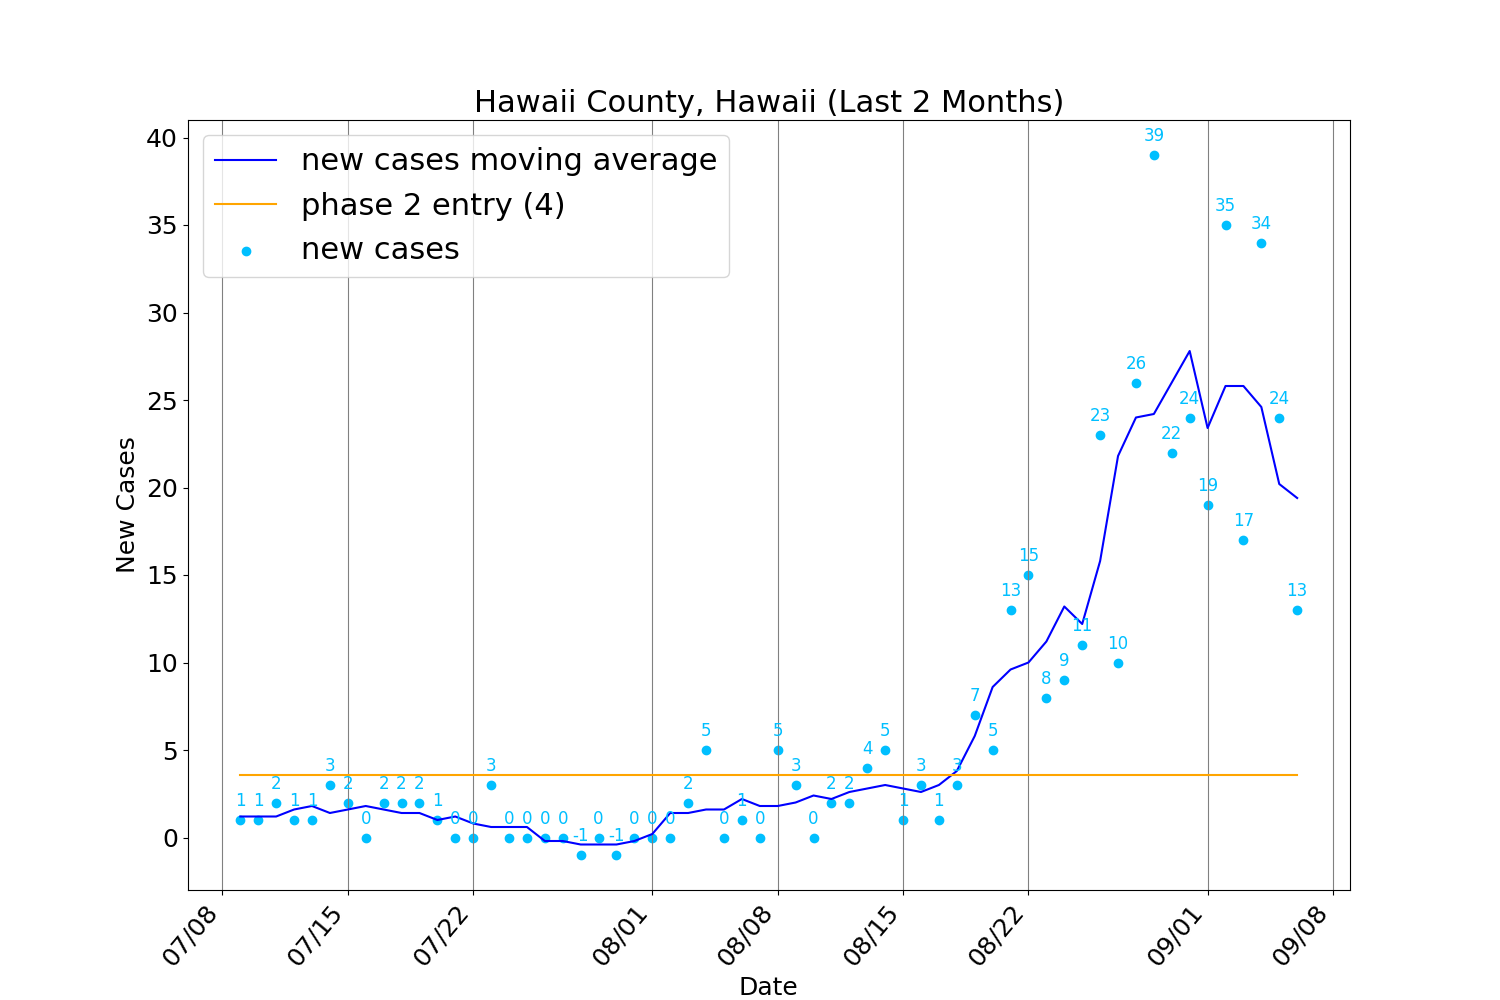 Hawaii County, Hawaii (Last 2 Months)
new cases moving average
phase 2 entry (4)
new cases
New Cases
40
35
30
25
20
15
10
5
0
1 1 2 1 1 3 2 0 2 2 2 1 0 0 3 0 0 0 0 -1 0 -1 0 0 0 2 5 0 1 0 5 3 0 2 2 4 5 1 3 1 3 7 5 13 15 8 9 11 23 10 26 39 22 24 19 35 17 34 24 13
07/08 07/15 07/22 08/01 08/08 08/15 08/22 09/01 09/08
Date